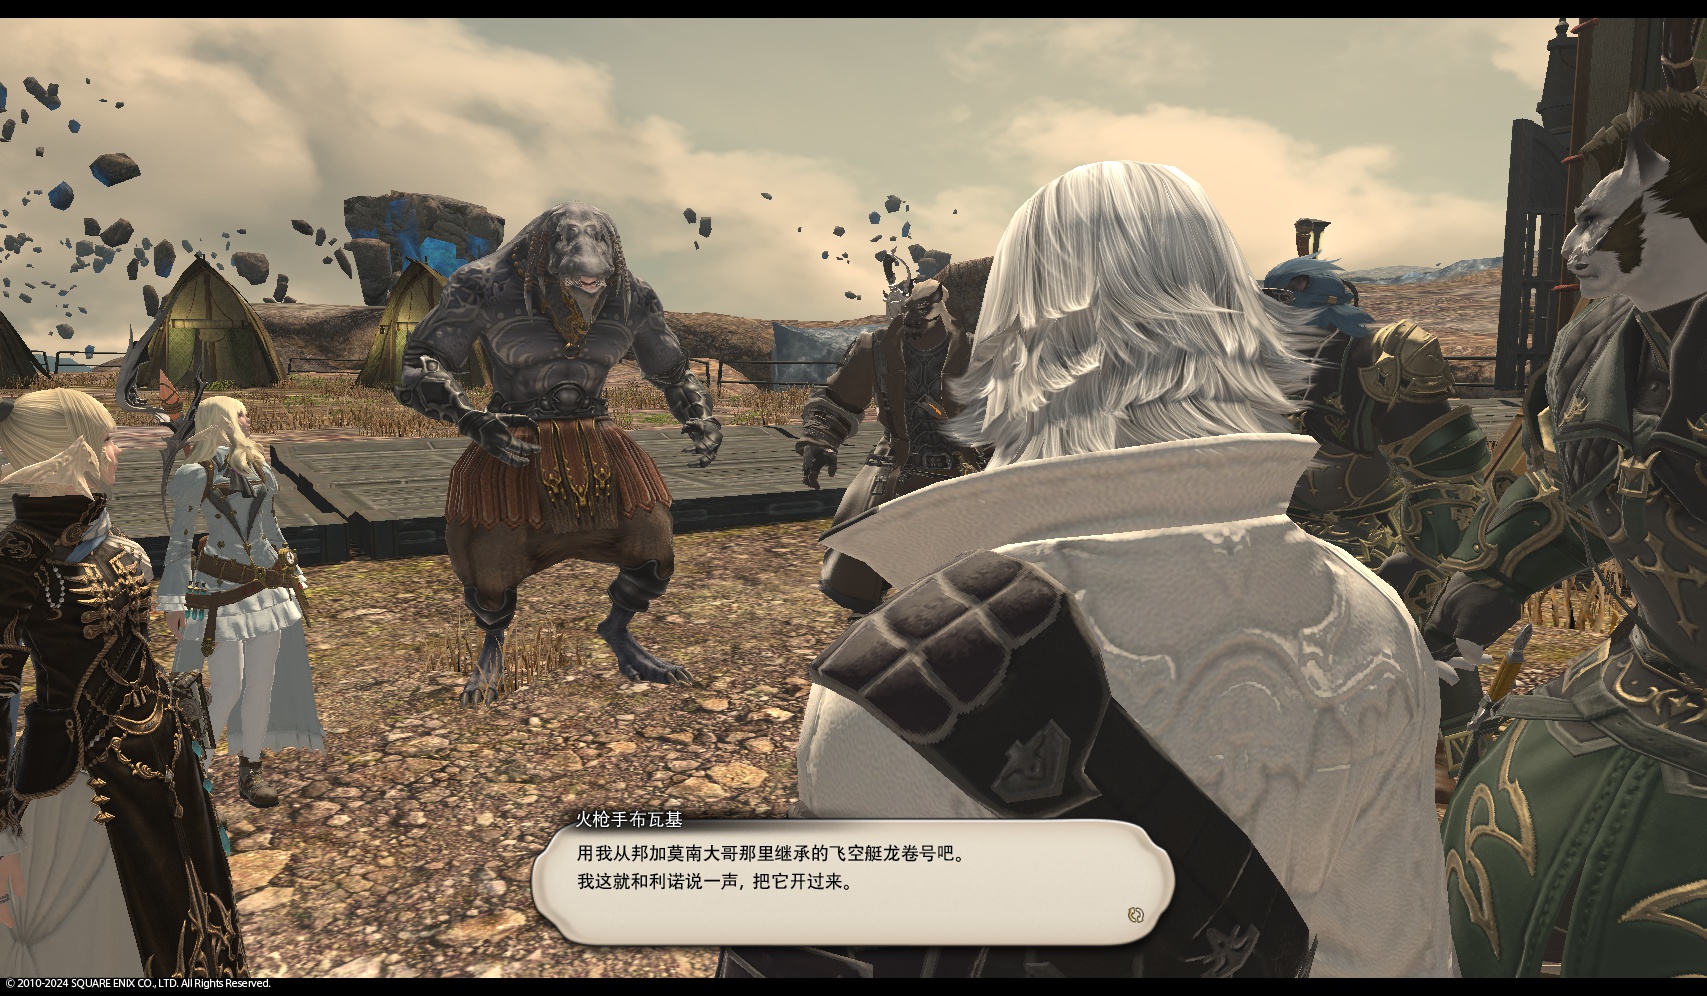 火枪手布瓦基
用我从邦加莫南大哥那里继承的飞空艇龙卷号吧。
我这就和利诺说一声，把它开过来。
© 2010-2024 SQUARE ENIX CO., LTD. All Rights Reserved.